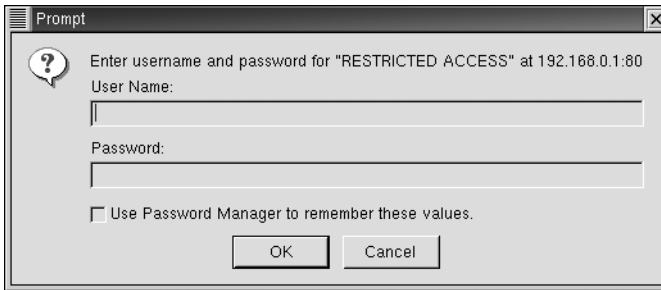 Prompt
Enter username and password for "RESTRICTED ACCESS" at 192.168.0.1:80
User Name:
Password:
Use Password Manager to remember these values.
OK
Cancel